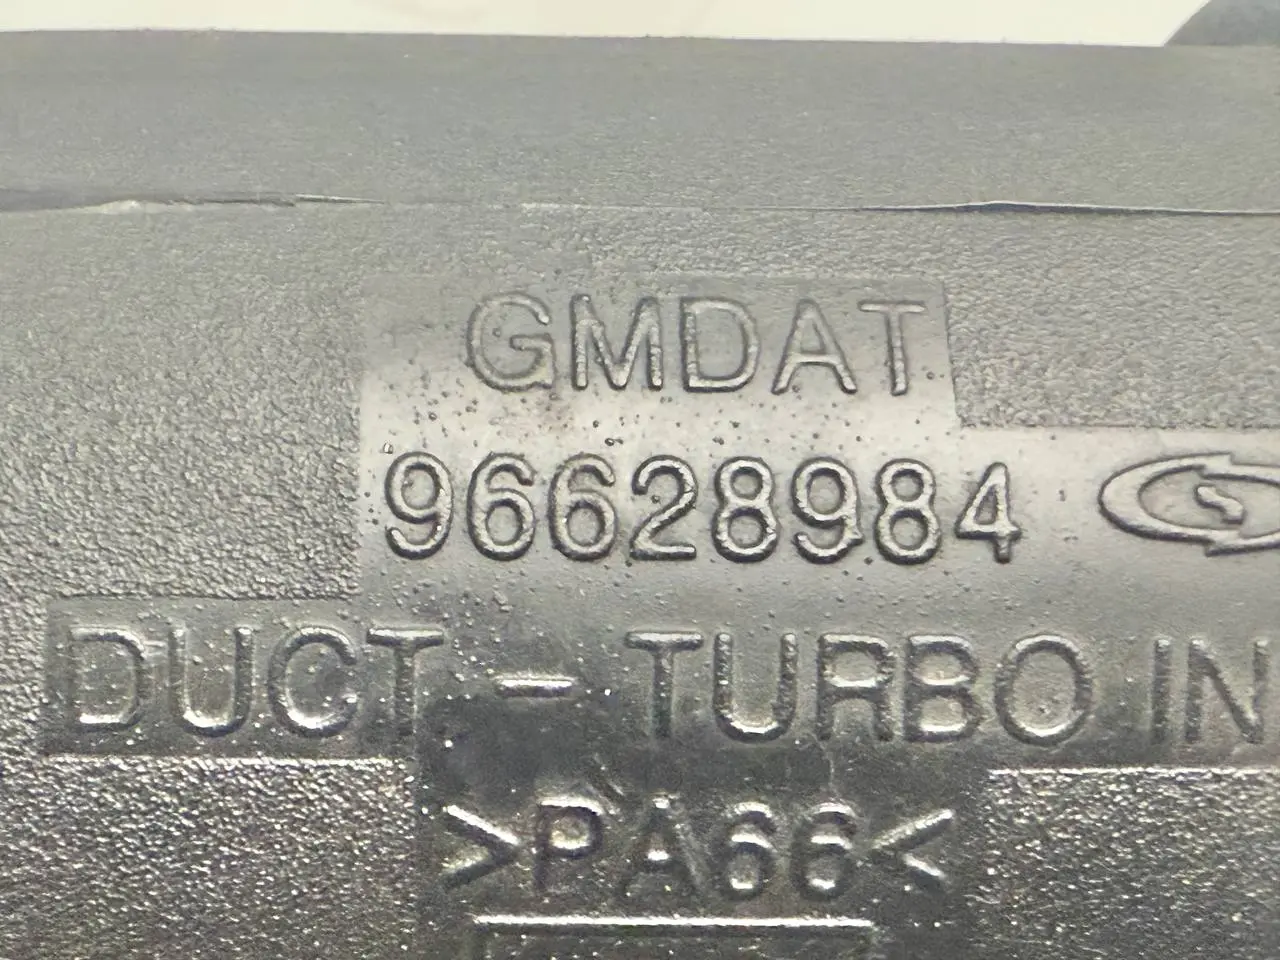 GMDAT
96628984
DUCT - TURBO IN
>PA66<